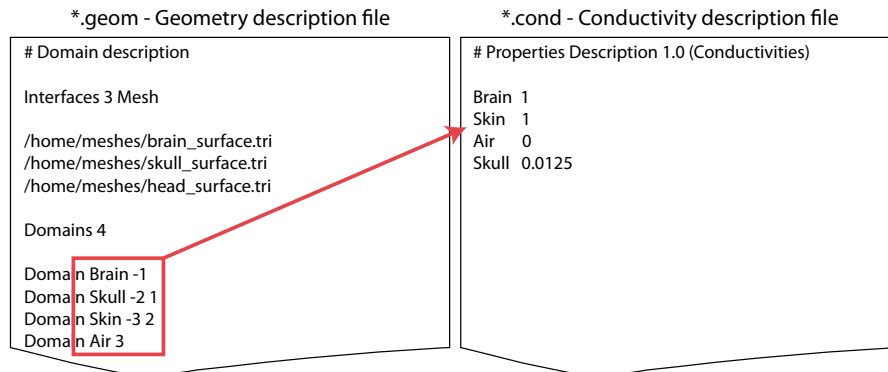 *.geom - Geometry description file
# Domain description
Interfaces 3 Mesh
/home/meshes/brain_surface.tri
/home/meshes/skull_surface.tri
/home/meshes/head_surface.tri
Domains 4
Domain Brain -1
Domain Skull -2 1
Domain Skin -3 2
Domain Air 3
*.cond - Conductivity description file
# Properties Description 1.0 (Conductivities)
Brain 1
Skin 1
Air 0
Skull 0.0125